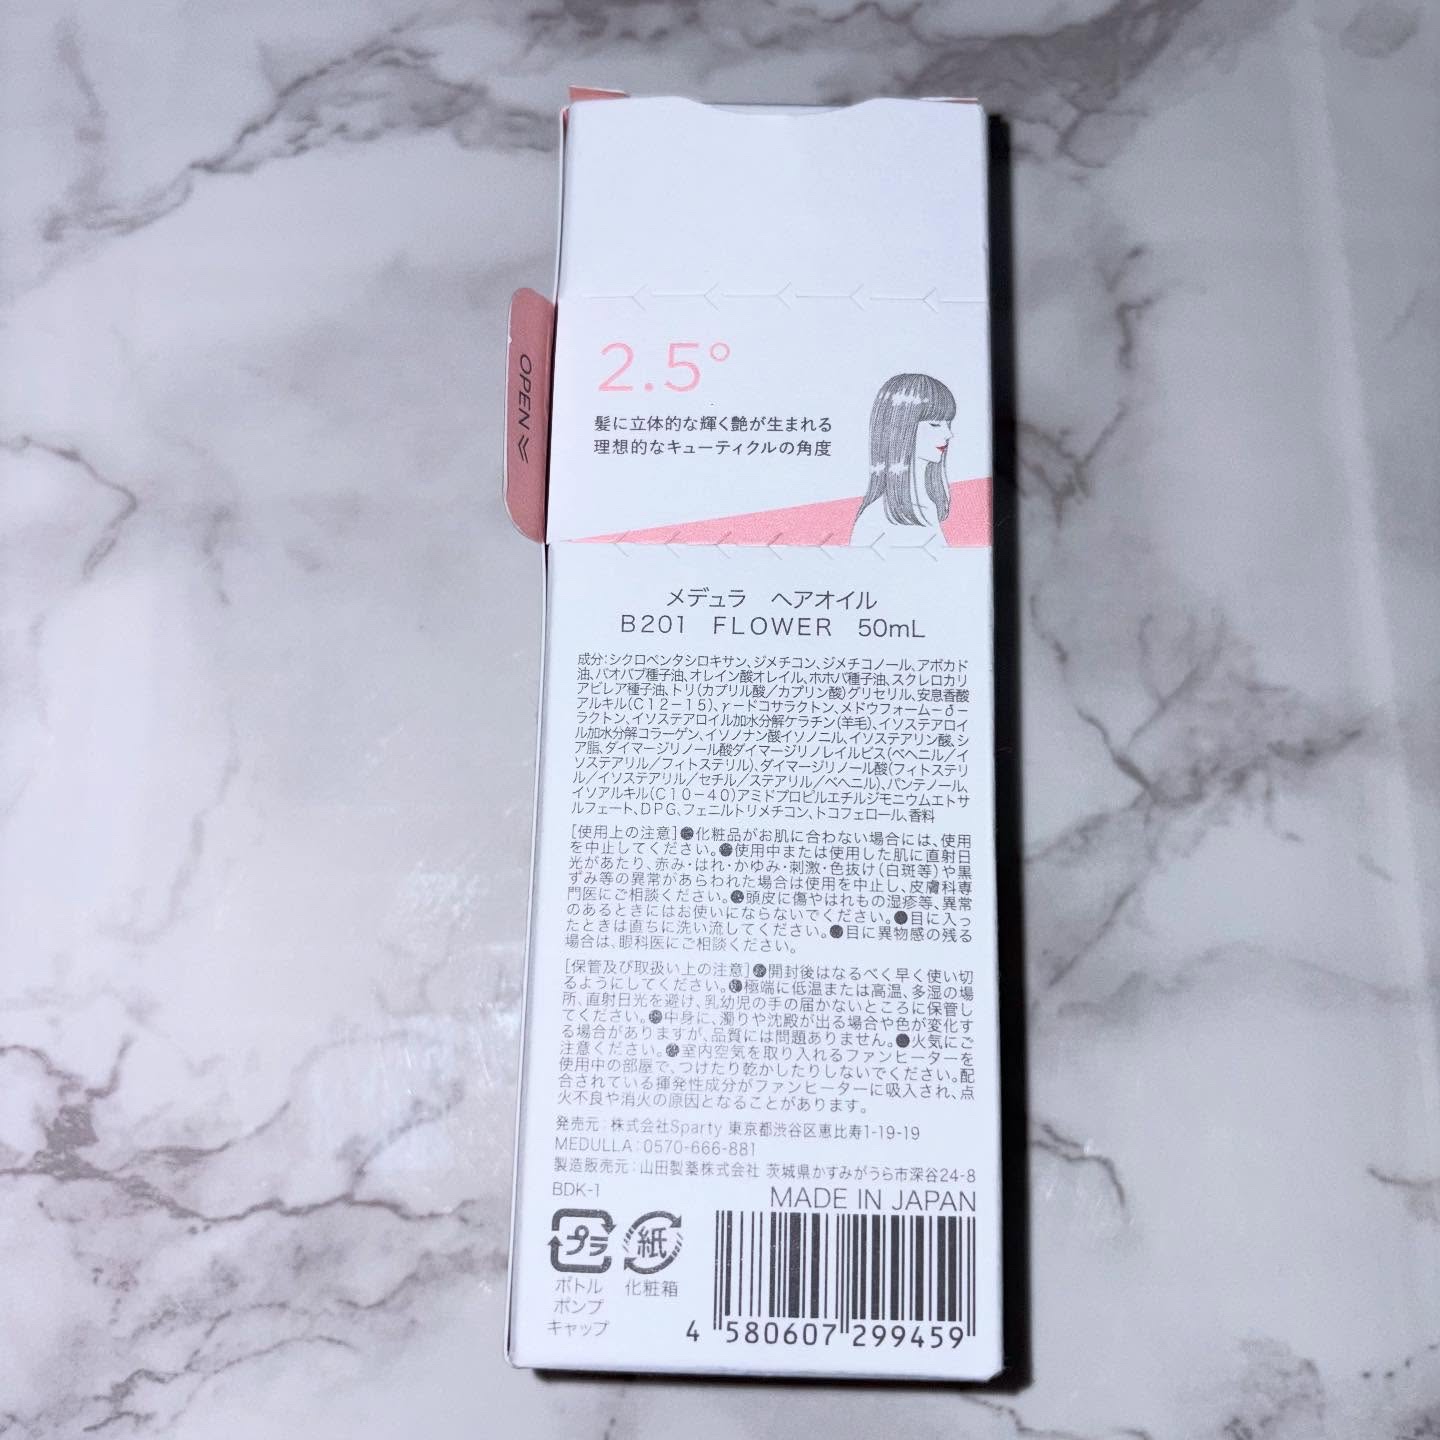 OPEN
2.5°
髪に立体的な輝く艶が生まれる
理想的なキューティクルの角度
メデュラ ヘアオイル
B201 FLOWER 50mL
成分:シクロペンタシロキサン、ジメチコン、ジメチコノール、アボカド
油、バオバブ種子油、オレイン酸オレイル、ホホバ種子油、スクレロカリ
アビレア種子油、トリ(カプリル酸/カプリン酸)グリセリル、安息香酸
アルキル(C12-15)、γ-ドコサラクトン、メドウフォーム-δ-
ラクトン、イソステアロイル加水分解ケラチン(羊毛)、イソステアロイ
ル加水分解コラーゲン、イソノナン酸イソノニル、イソステアリン酸、シ
ア脂、ダイマージリノール酸ダイマージリノレイルビス(ベヘニル/イ
ソステアリル/フィトステリル)、ダイマージリノール酸(フィトステリ
ル/イソステアリル/セチル/ステアリル/ベヘニル)、パンテノール、
イソアルキル(C10-40)アミドプロピルエチルジモニウムエトサ
ルフェート、DPG、フェニルトリメチコン、トコフェロール、香料
[使用上の注意]●化粧品がお肌に合わない場合には、使用
を中止してください。●使用中または使用した肌に直射日
光があたり、赤み・はれ・かゆみ・刺激・色抜け(白斑等)や黒
ずみ等の異常があらわれた場合は使用を中止し、皮膚科専
門医にご相談ください。●頭皮に傷やはれもの湿疹等、異常
のあるときにはお使いにならないでください。●目に入っ
たときは直ちに洗い流してください。●目に異物感の残る
場合は、眼科医にご相談ください。
[保管及び取扱い上の注意]●開封後はなるべく早く使い切
るようにしてください。●極端に低温または高温、多湿の場
所、直射日光を避け、乳幼児の手の届かないところに保管し
てください。●中身に、濁りや沈殿が出る場合や色が変化す
る場合がありますが、品質には問題ありません。●火気にご
注意ください。●室内空気を取り入れるファンヒーターを
使用中の部屋で、つけたり乾かしたりしないでください。配
合されている揮発性成分がファンヒーターに吸入され、点
火不良や消火の原因となることがあります。
発売元:株式会社Sparty 東京都渋谷区恵比寿1-19-19
MEDULLA:0570-666-881
製造販売元:山田製薬株式会社 茨城県かすみがうら市深谷24-8
BDK-1
MADE IN JAPAN
プラ
紙
ボトル
ポンプ
キャップ
化粧箱
4 580607 299459